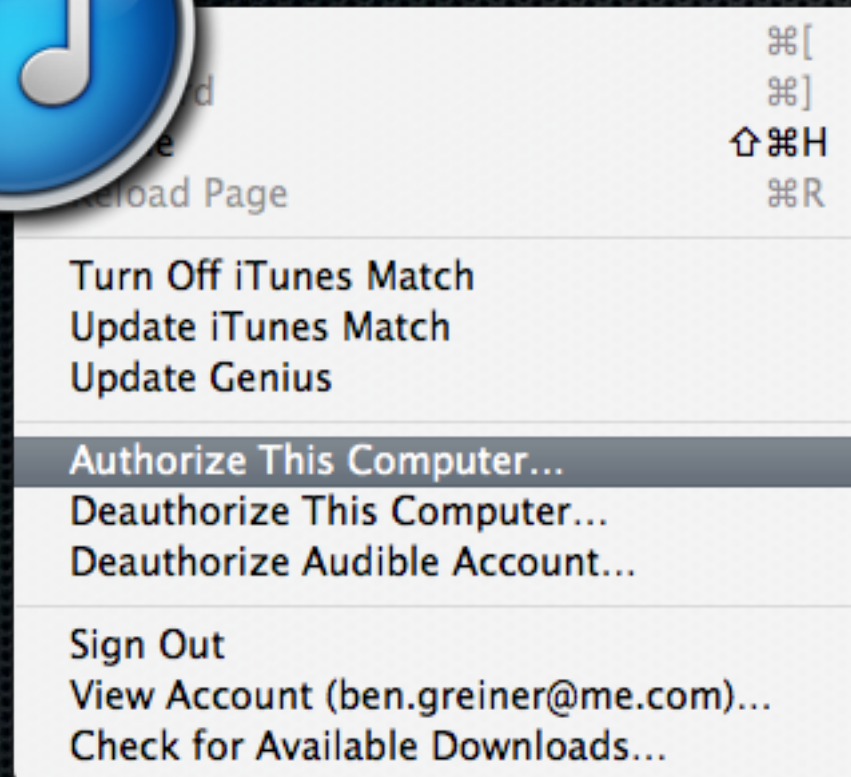 ⌘[
d ⌘]
e ⇧⌘H
Reload Page ⌘R
Turn Off iTunes Match
Update iTunes Match
Update Genius
Authorize This Computer...
Deauthorize This Computer...
Deauthorize Audible Account...
Sign Out
View Account (ben.greiner@me.com)...
Check for Available Downloads...